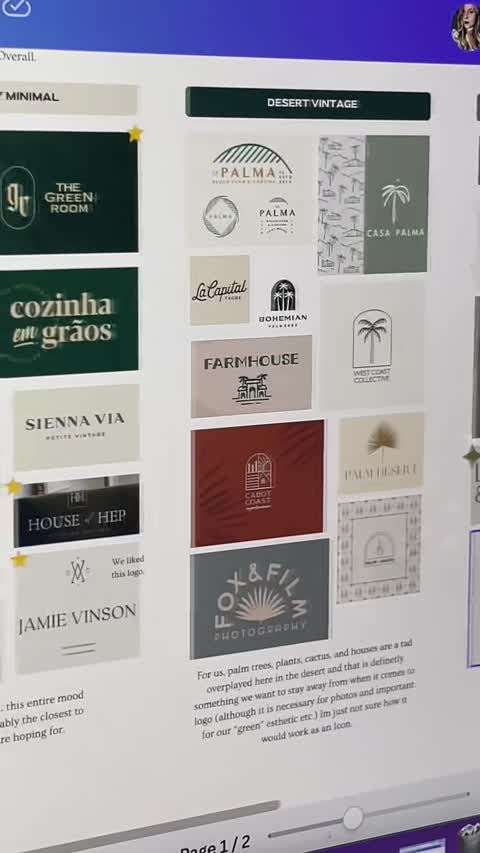 Overall.
MINIMAL
DESERT VINTAGE
gr
THE
GREEN
ROOM
PALMA
PALMA
PALMA
CASA PALMA
La Capital
BOHEMIAN
cozinha
em grãos
FARMHOUSE
WEST COAST
COLLECTIVE
SIENNA VIA
PETITE VINTAGE
CABOT
COAST
PALM DESERT
HOUSE of HEP
We liked
this logo.
JAMIE VINSON
FOX & FILM
PHOTOGRAPHY
, this entire mood
ably the closest to
re hoping for.
For us, palm trees, plants, cactus, and houses are a tad
overplayed here in the desert and that is definetly
something we want to stay away from when it comes to
logo (although it is necessary for photos and important
for our "green" esthetic etc.) Im just not sure how it
would work as an Icon.
Page 1 / 2